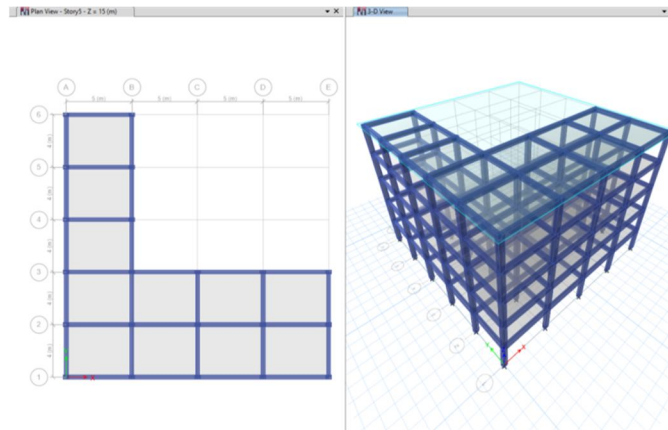 Plan View - Story5 - Z = 15 (m)
3-D View
A B C D E
5 (m) 5 (m) 5 (m) 5 (m)
6
4 (m)
5
4 (m)
4
4 (m)
3
4 (m)
2
4 (m)
1
X
X
Y